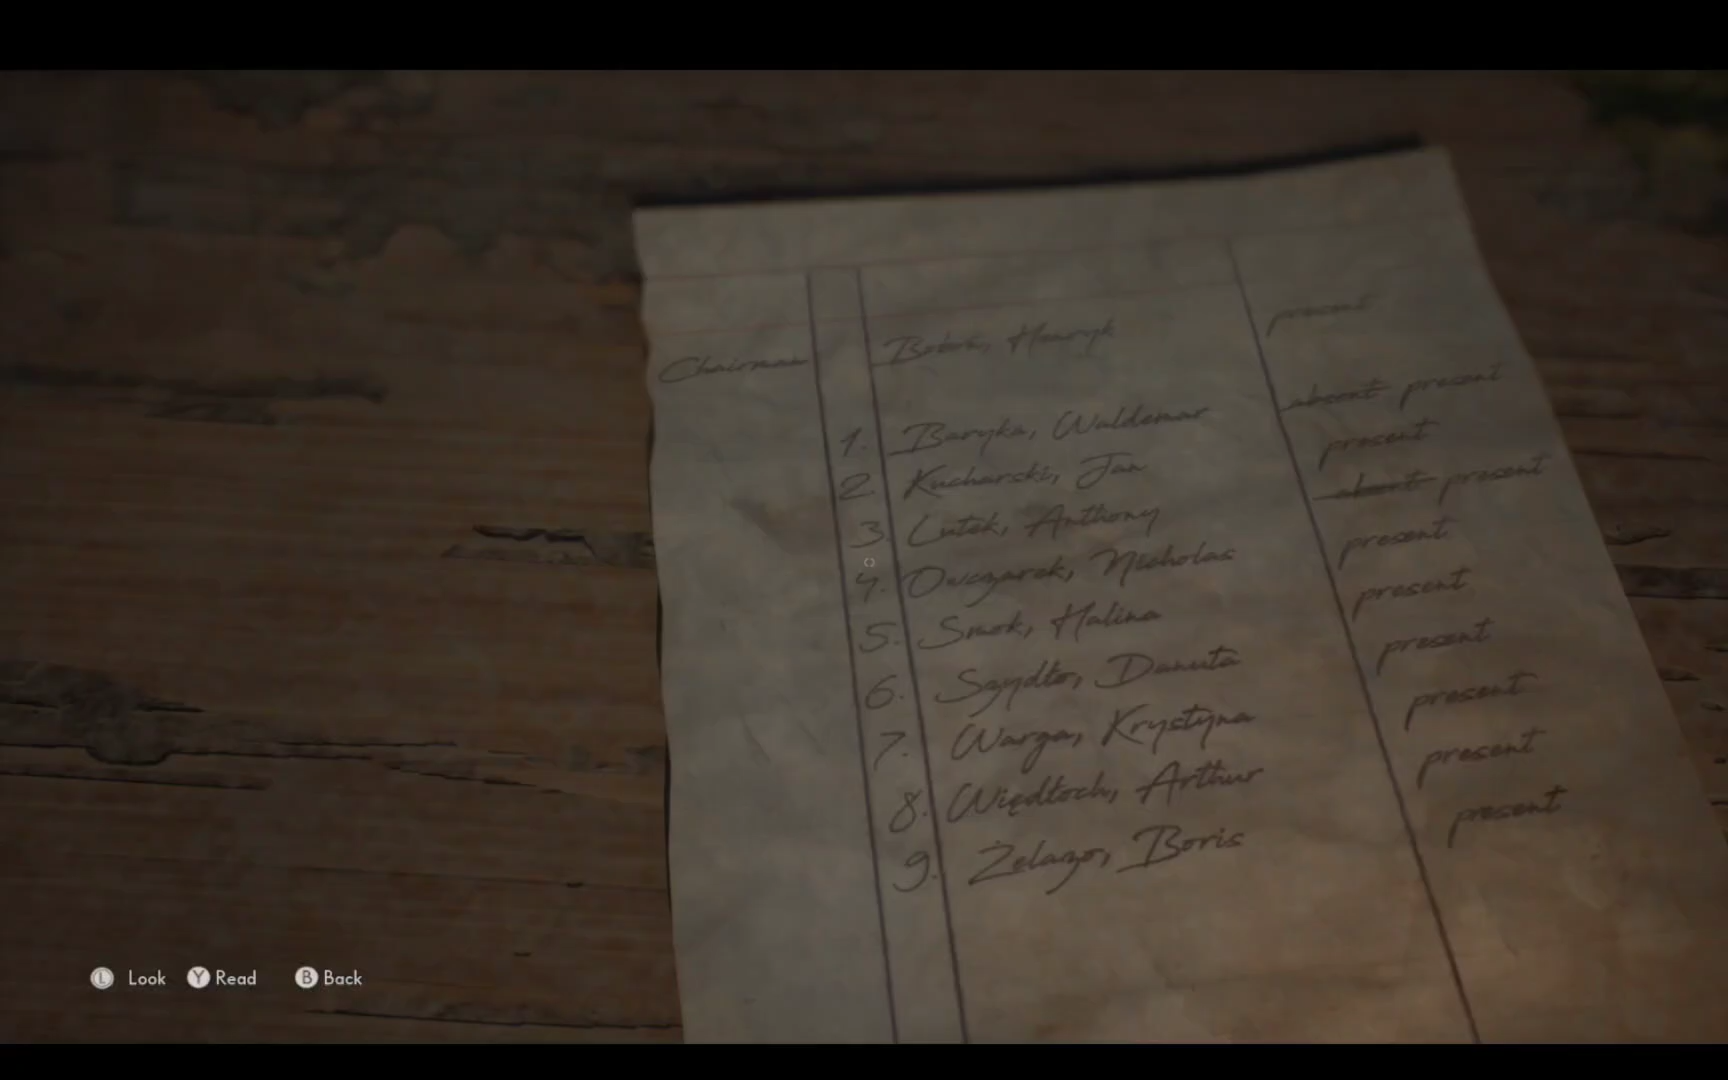 Chairman Bobas, Henryk present
1. Baryka, Waldemar absent present
2. Kucharski, Jan present
3. Lutek, Anthony absent present
4. Owczarek, Nicholas present
5. Smok, Halina present
6. Szydło, Danuta present
7. Warga, Krystyna present
8. Więdłoch, Arthur present
9. Żelazo, Boris present
L Look Y Read B Back